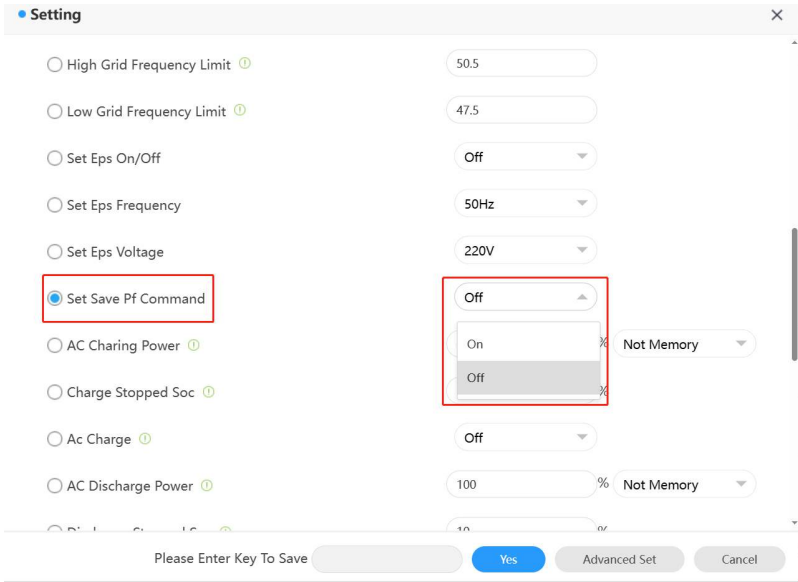 Setting
High Grid Frequency Limit 50.5
Low Grid Frequency Limit 47.5
Set Eps On/Off Off
Set Eps Frequency 50Hz
Set Eps Voltage 220V
Set Save Pf Command Off
On
AC Charing Power % Not Memory
Off
Charge Stopped Soc %
Ac Charge Off
AC Discharge Power 100 % Not Memory
10 %
Please Enter Key To Save Yes Advanced Set Cancel